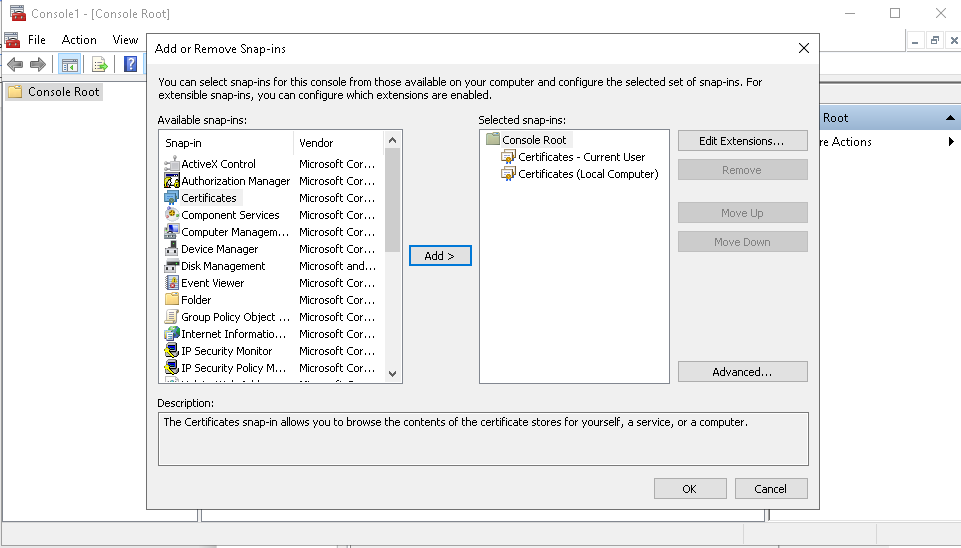 Console1 - [Console Root]
File Action View
Console Root
Add or Remove Snap-ins
You can select snap-ins for this console from those available on your computer and configure the selected set of snap-ins. For
extensible snap-ins, you can configure which extensions are enabled.
Available snap-ins:
Snap-in Vendor
ActiveX Control Microsoft Cor...
Authorization Manager Microsoft Cor...
Certificates Microsoft Cor...
Component Services Microsoft Cor...
Computer Managem... Microsoft Cor...
Device Manager Microsoft Cor...
Disk Management Microsoft and...
Event Viewer Microsoft Cor...
Folder Microsoft Cor...
Group Policy Object ... Microsoft Cor...
Internet Informatio... Microsoft Cor...
IP Security Monitor Microsoft Cor...
IP Security Policy M... Microsoft Cor...
Add >
Selected snap-ins:
Console Root
Certificates - Current User
Certificates (Local Computer)
Edit Extensions...
Remove
Move Up
Move Down
Advanced...
Root
re Actions
Description:
The Certificates snap-in allows you to browse the contents of the certificate stores for yourself, a service, or a computer.
OK
Cancel